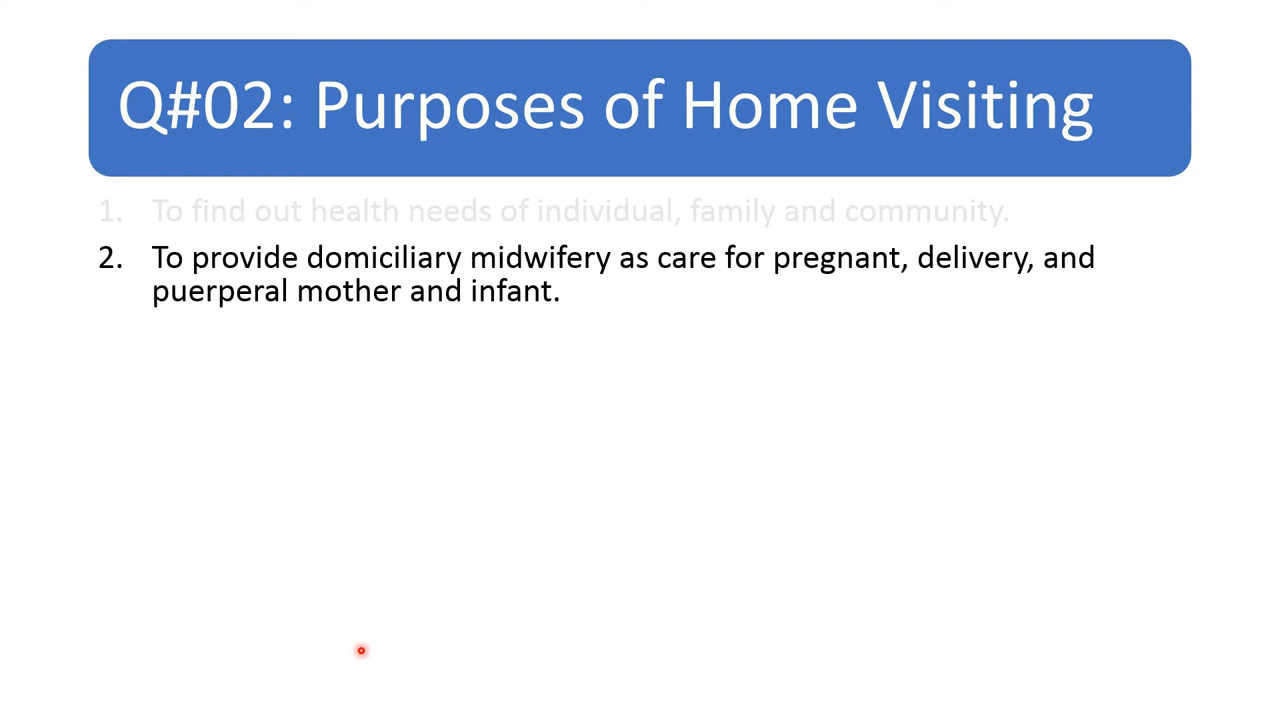 Q#02: Purposes of Home Visiting
1. To find out health needs of individual, family and community.
2. To provide domiciliary midwifery as care for pregnant, delivery, and
puerperal mother and infant.